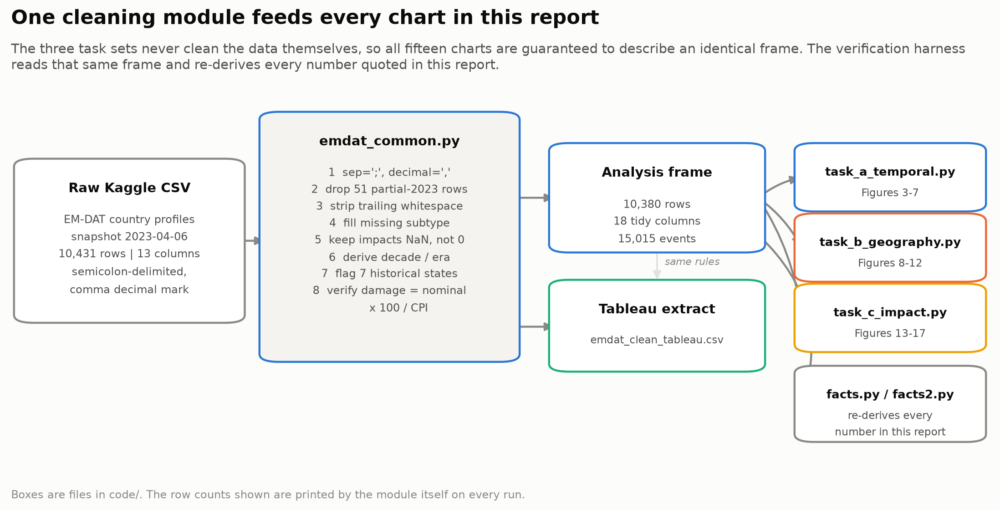 One cleaning module feeds every chart in this report
The three task sets never clean the data themselves, so all fifteen charts are guaranteed to describe an identical frame. The verification harness
reads that same frame and re-derives every number quoted in this report.
Raw Kaggle CSV
EM-DAT country profiles
snapshot 2023-04-06
10,431 rows | 13 columns
semicolon-delimited,
comma decimal mark
emdat_common.py
1 sep=';', decimal=','
2 drop 51 partial-2023 rows
3 strip trailing whitespace
4 fill missing subtype
5 keep impacts NaN, not 0
6 derive decade / era
7 flag 7 historical states
8 verify damage = nominal
x 100 / CPI
Analysis frame
10,380 rows
18 tidy columns
15,015 events
same rules
Tableau extract
emdat_clean_tableau.csv
task_a_temporal.py
Figures 3-7
task_b_geography.py
Figures 8-12
task_c_impact.py
Figures 13-17
facts.py / facts2.py
re-derives every
number in this report
Boxes are files in code/. The row counts shown are printed by the module itself on every run.